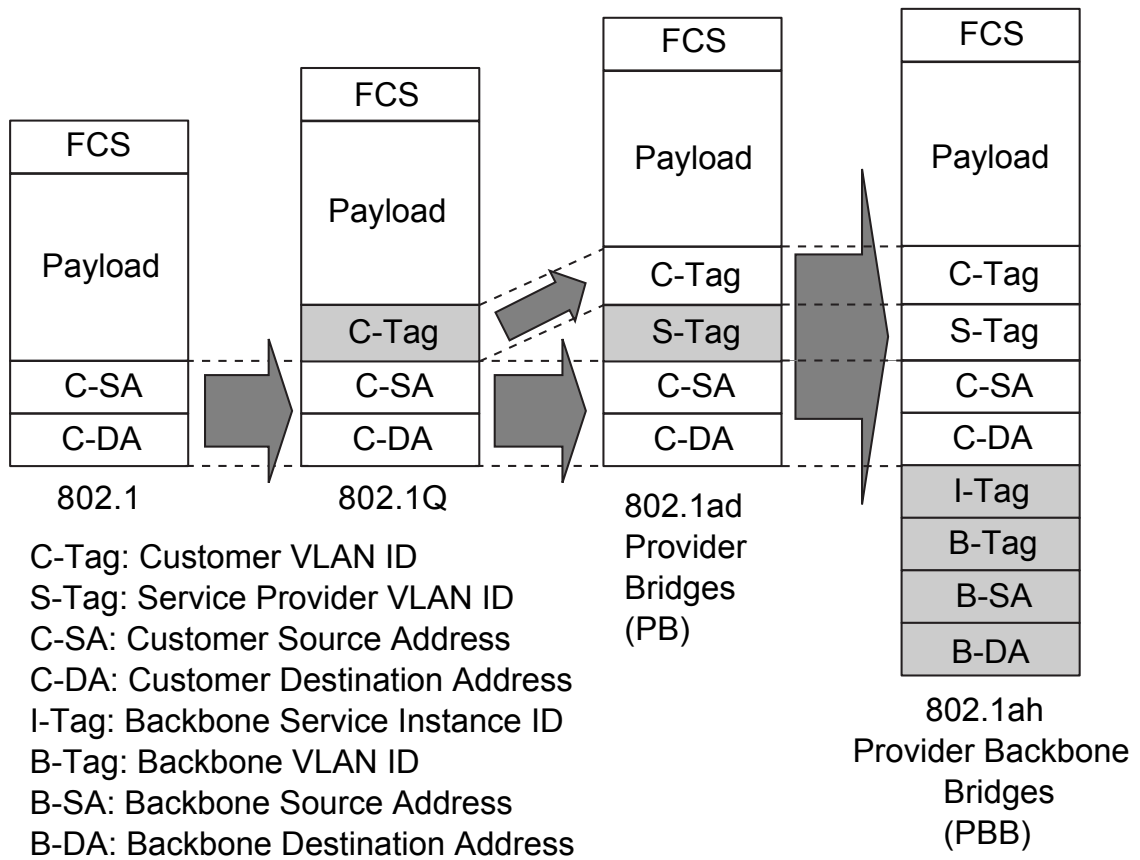 FCS
Payload
C-SA
C-DA
802.1
FCS
Payload
C-Tag
C-SA
C-DA
802.1Q
FCS
Payload
C-Tag
S-Tag
C-SA
C-DA
802.1ad
Provider
Bridges
(PB)
FCS
Payload
C-Tag
S-Tag
C-SA
C-DA
I-Tag
B-Tag
B-SA
B-DA
802.1ah
Provider Backbone
Bridges
(PBB)
C-Tag: Customer VLAN ID
S-Tag: Service Provider VLAN ID
C-SA: Customer Source Address
C-DA: Customer Destination Address
I-Tag: Backbone Service Instance ID
B-Tag: Backbone VLAN ID
B-SA: Backbone Source Address
B-DA: Backbone Destination Address